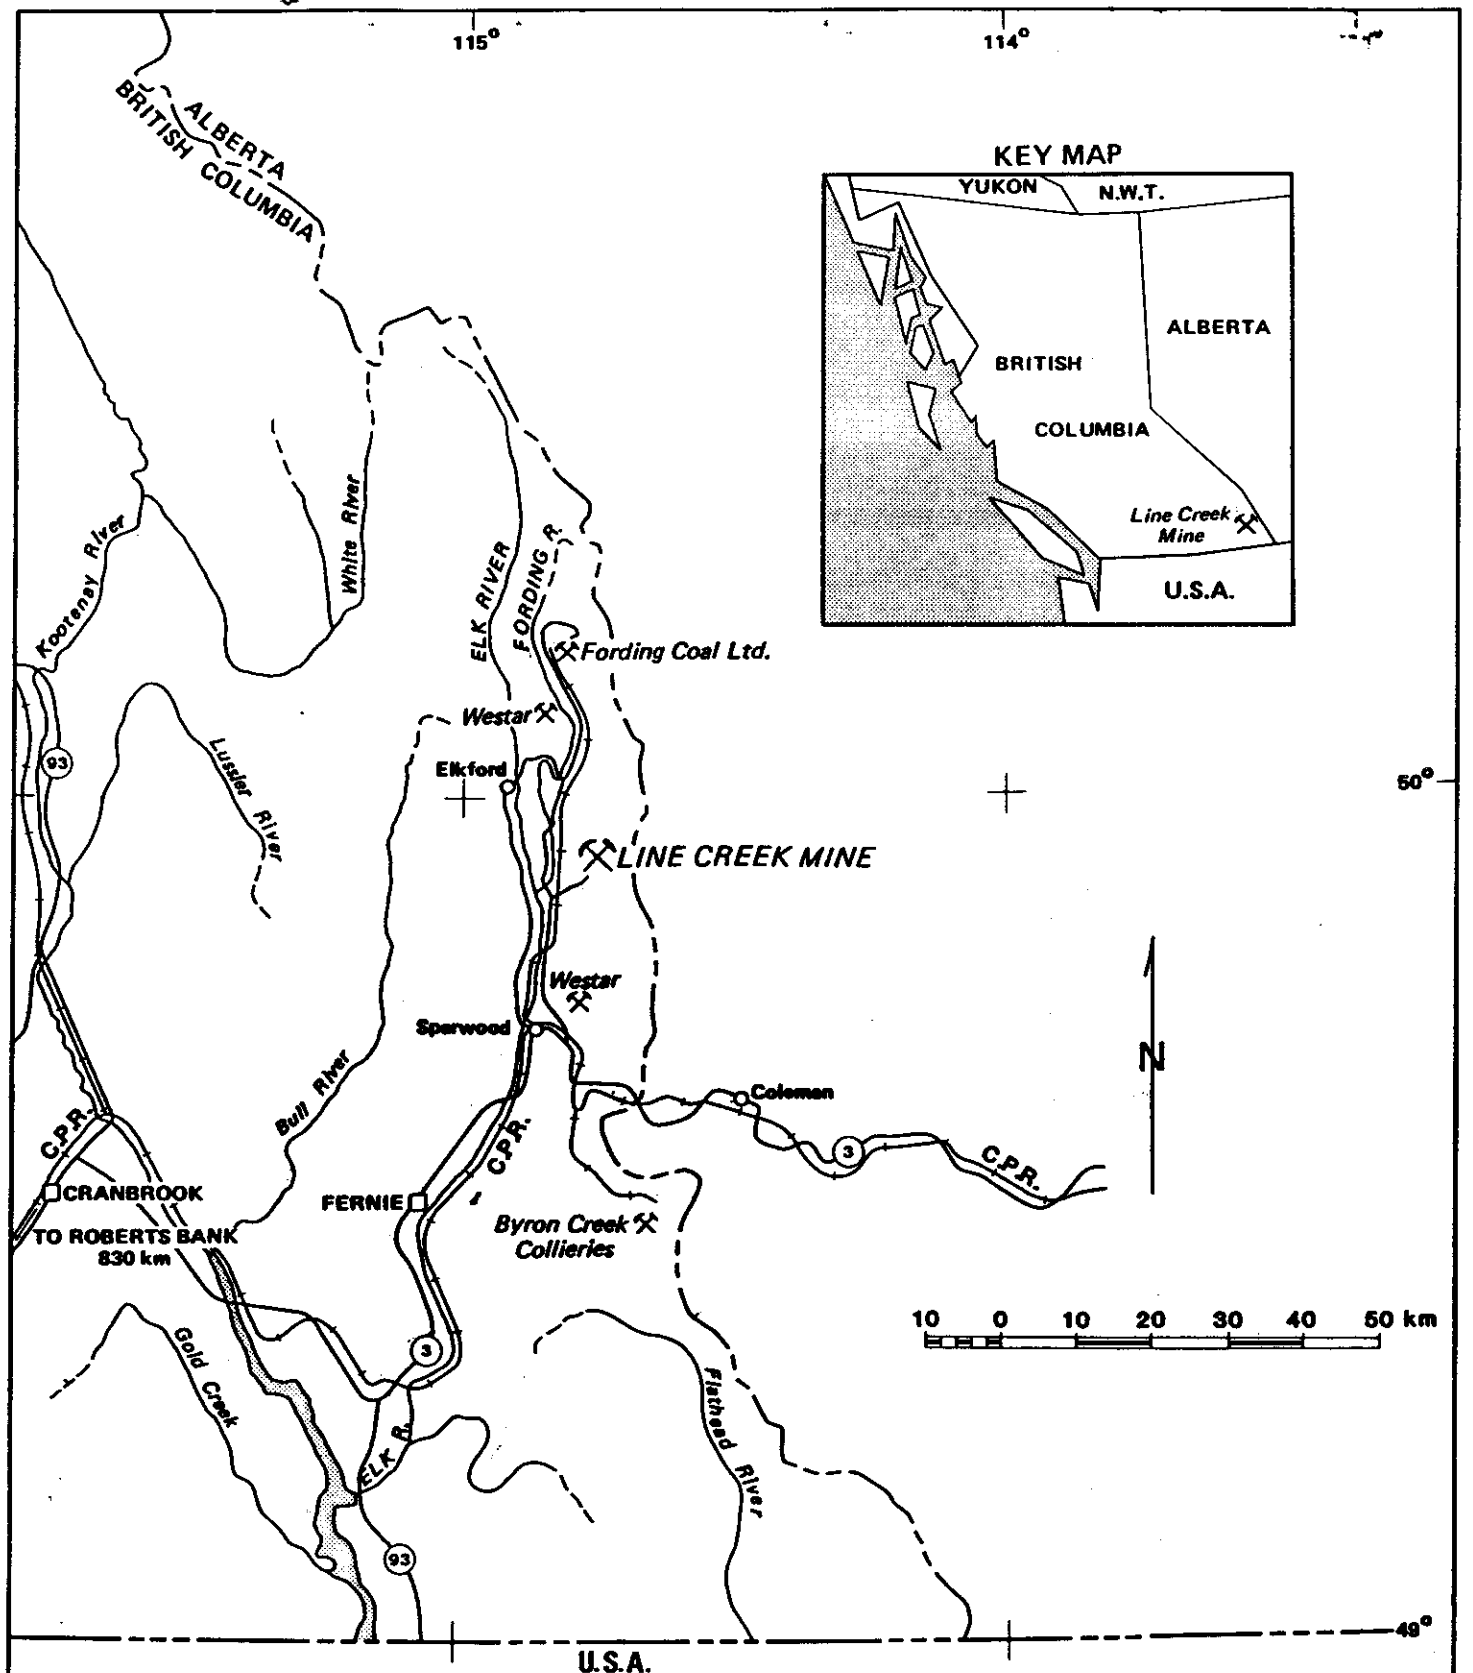 115°
114°
ALBERTA
BRITISH COLUMBIA
KEY MAP
YUKON
N.W.T.
ALBERTA
BRITISH
COLUMBIA
Line Creek
Mine
U.S.A.
Kootenay River
White River
ELK RIVER
FORDING R.
Fording Coal Ltd.
Westar
93
Lussier River
Elkford
50°
LINE CREEK MINE
Westar
Sparwood
N
Bull River
Coleman
C.P.R.
C.P.R.
3
C.P.R.
CRANBROOK
FERNIE
TO ROBERTS BANK
830 km
Byron Creek
Collieries
10 0 10 20 30 40 50 km
Gold Creek
3
Flathead River
ELK R.
93
49°
U.S.A.